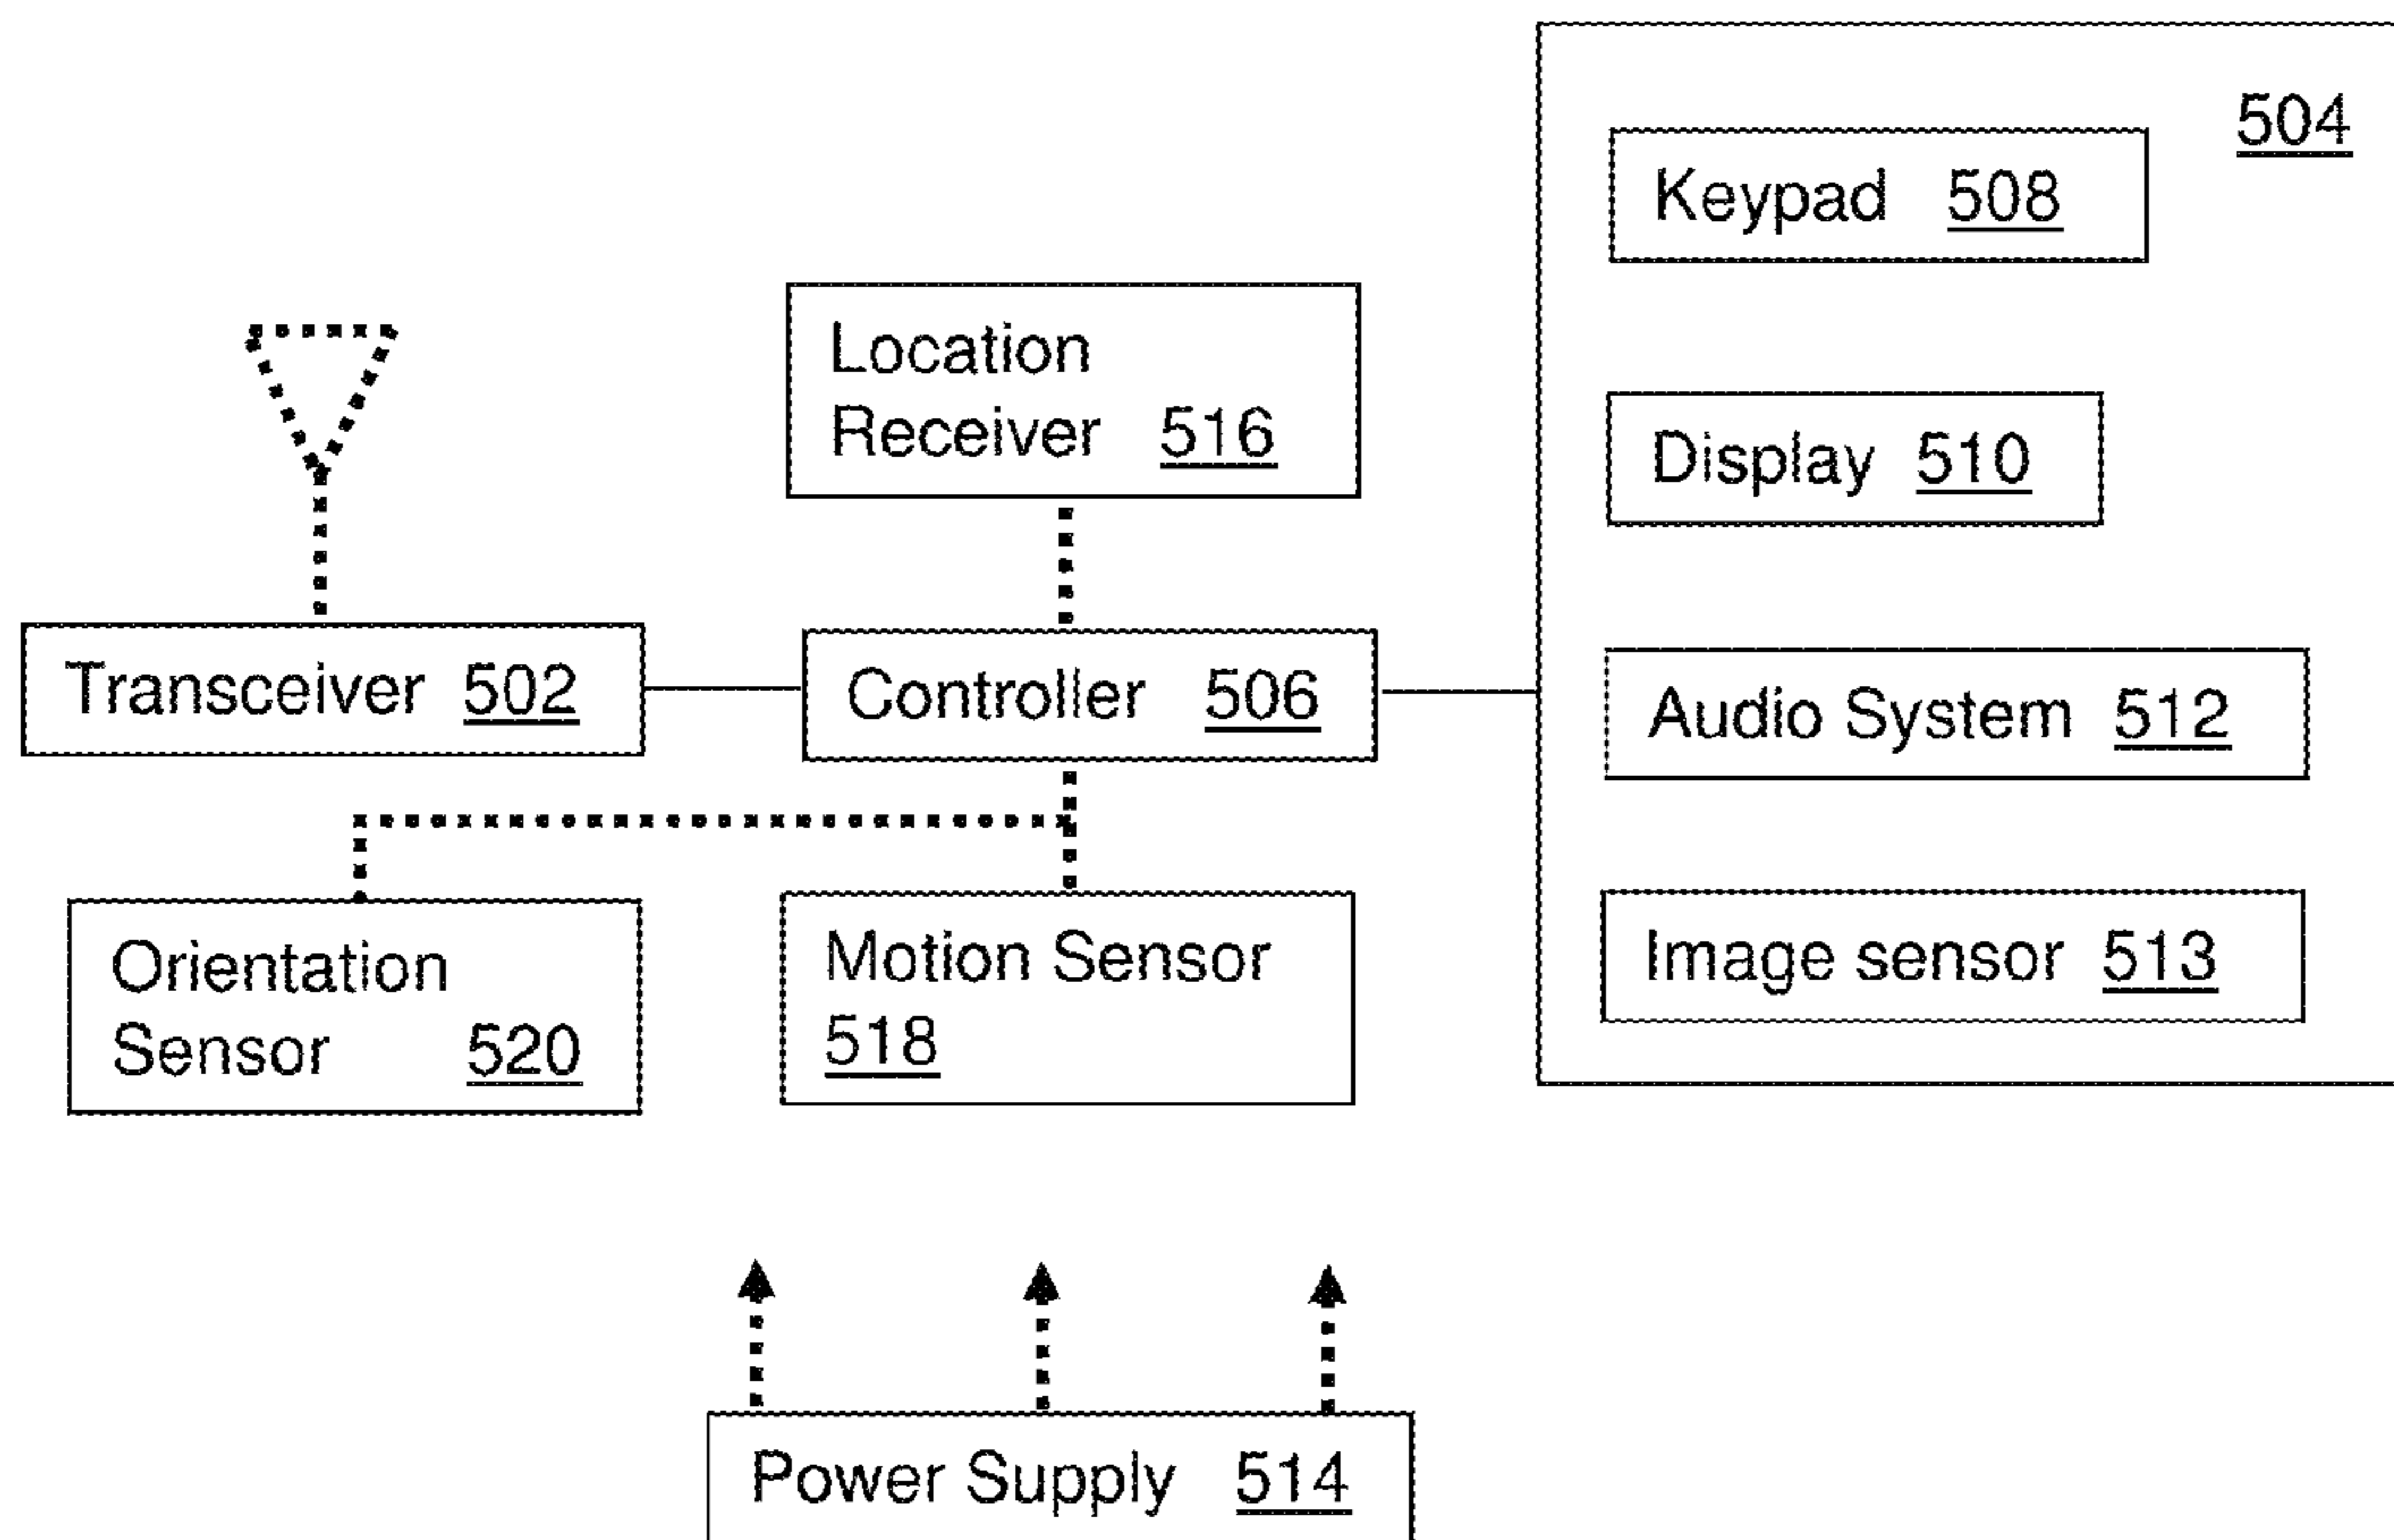 504
Keypad 508
Location
Receiver 516
Display 510
Transceiver 502
Controller 506
Audio System 512
Orientation
Sensor 520
Motion Sensor
518
Image sensor 513
Power Supply 514